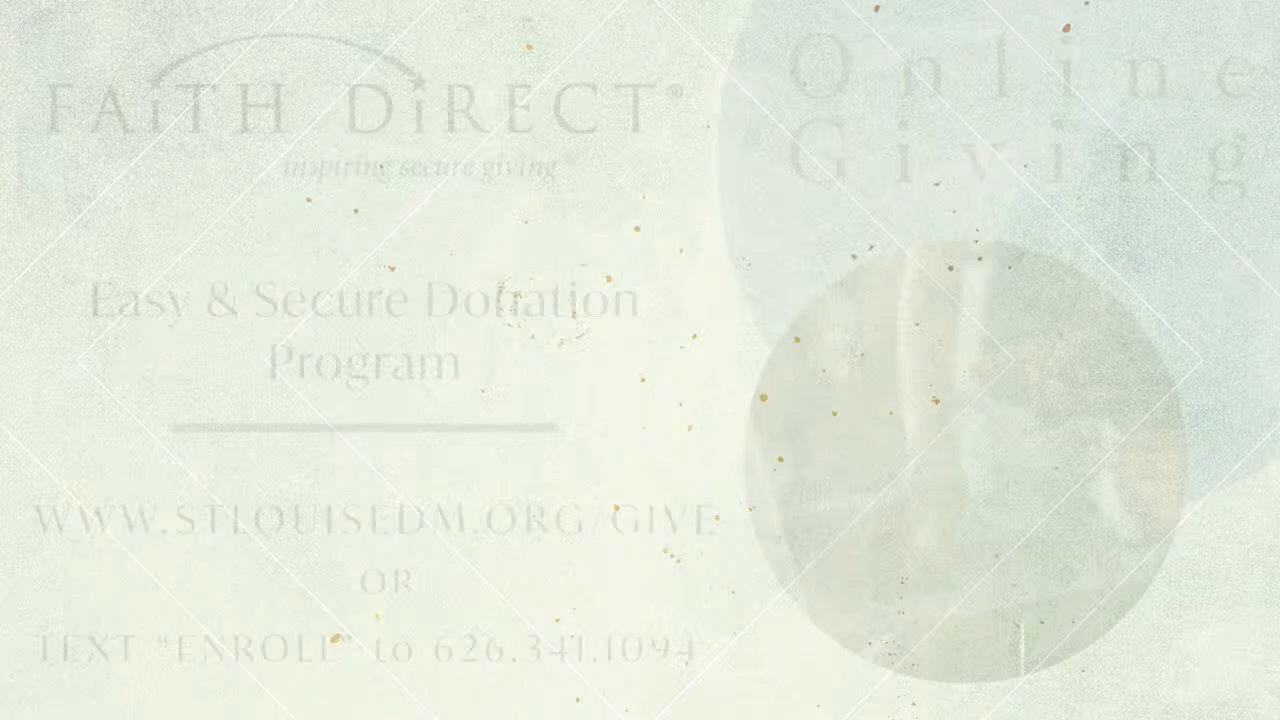 FAiTH DiRECT®
inspiring secure giving®
Online
Giving
Easy & Secure Donation
Program
WWW.STLOUISEDM.ORG/GIVE
OR
TEXT "ENROLL" to 626.341.1094